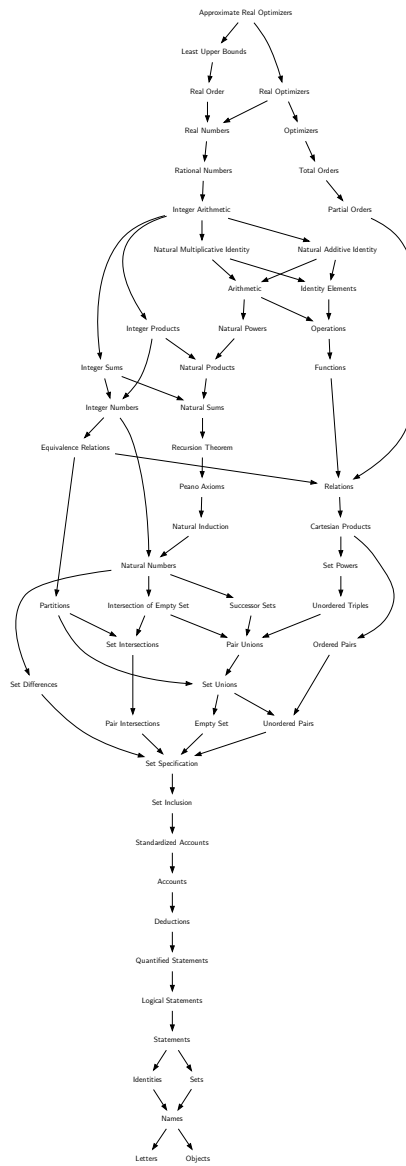 Approximate Real Optimizers
Least Upper Bounds
Real Order
Real Optimizers
Real Numbers
Optimizers
Rational Numbers
Total Orders
Integer Arithmetic
Partial Orders
Natural Multiplicative Identity
Natural Additive Identity
Arithmetic
Identity Elements
Integer Products
Natural Powers
Operations
Integer Sums
Natural Products
Functions
Integer Numbers
Natural Sums
Equivalence Relations
Recursion Theorem
Peano Axioms
Relations
Natural Induction
Cartesian Products
Natural Numbers
Set Powers
Partitions
Intersection of Empty Set
Successor Sets
Unordered Triples
Set Intersections
Pair Unions
Ordered Pairs
Set Differences
Set Unions
Pair Intersections
Empty Set
Unordered Pairs
Set Specification
Set Inclusion
Standardized Accounts
Accounts
Deductions
Quantified Statements
Logical Statements
Statements
Identities
Sets
Names
Letters
Objects